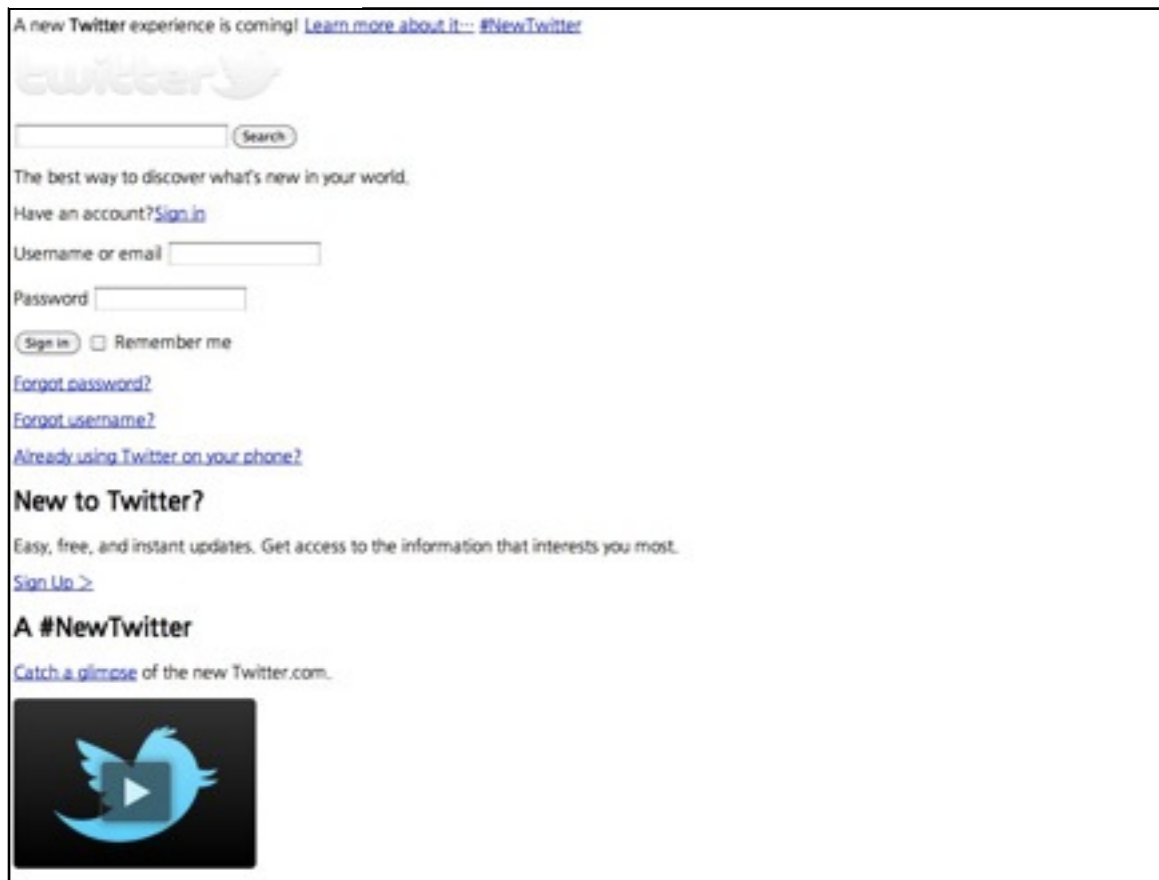 A new Twitter experience is coming! Learn more about it··· #NewTwitter
twitter
Search
The best way to discover what's new in your world.
Have an account?Sign in
Username or email
Password
Sign in Remember me
Forgot password?
Forgot username?
Already using Twitter on your phone?
New to Twitter?
Easy, free, and instant updates. Get access to the information that interests you most.
Sign Up >
A #NewTwitter
Catch a glimpse of the new Twitter.com.